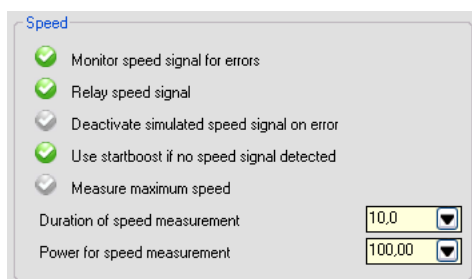 Speed
Monitor speed signal for errors
Relay speed signal
Deactivate simulated speed signal on error
Use startboost if no speed signal detected
Measure maximum speed
Duration of speed measurement 10,0
Power for speed measurement 100,00